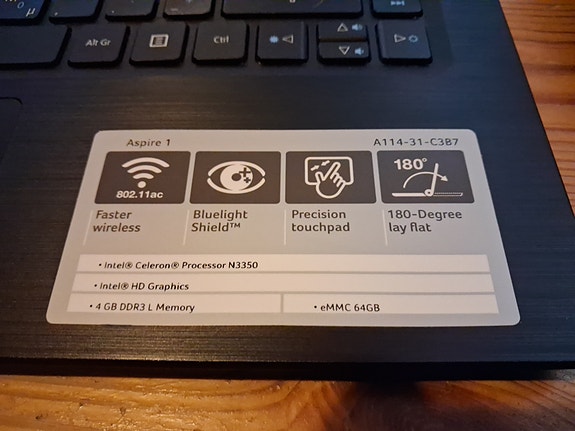 µ
Alt Gr
Ctrl
Aspire 1
A114-31-C3B7
802.11ac
180°
Faster
wireless
Bluelight
Shield™
Precision
touchpad
180-Degree
lay flat
• Intel® Celeron® Processor N3350
• Intel® HD Graphics
• 4 GB DDR3 L Memory
• eMMC 64GB